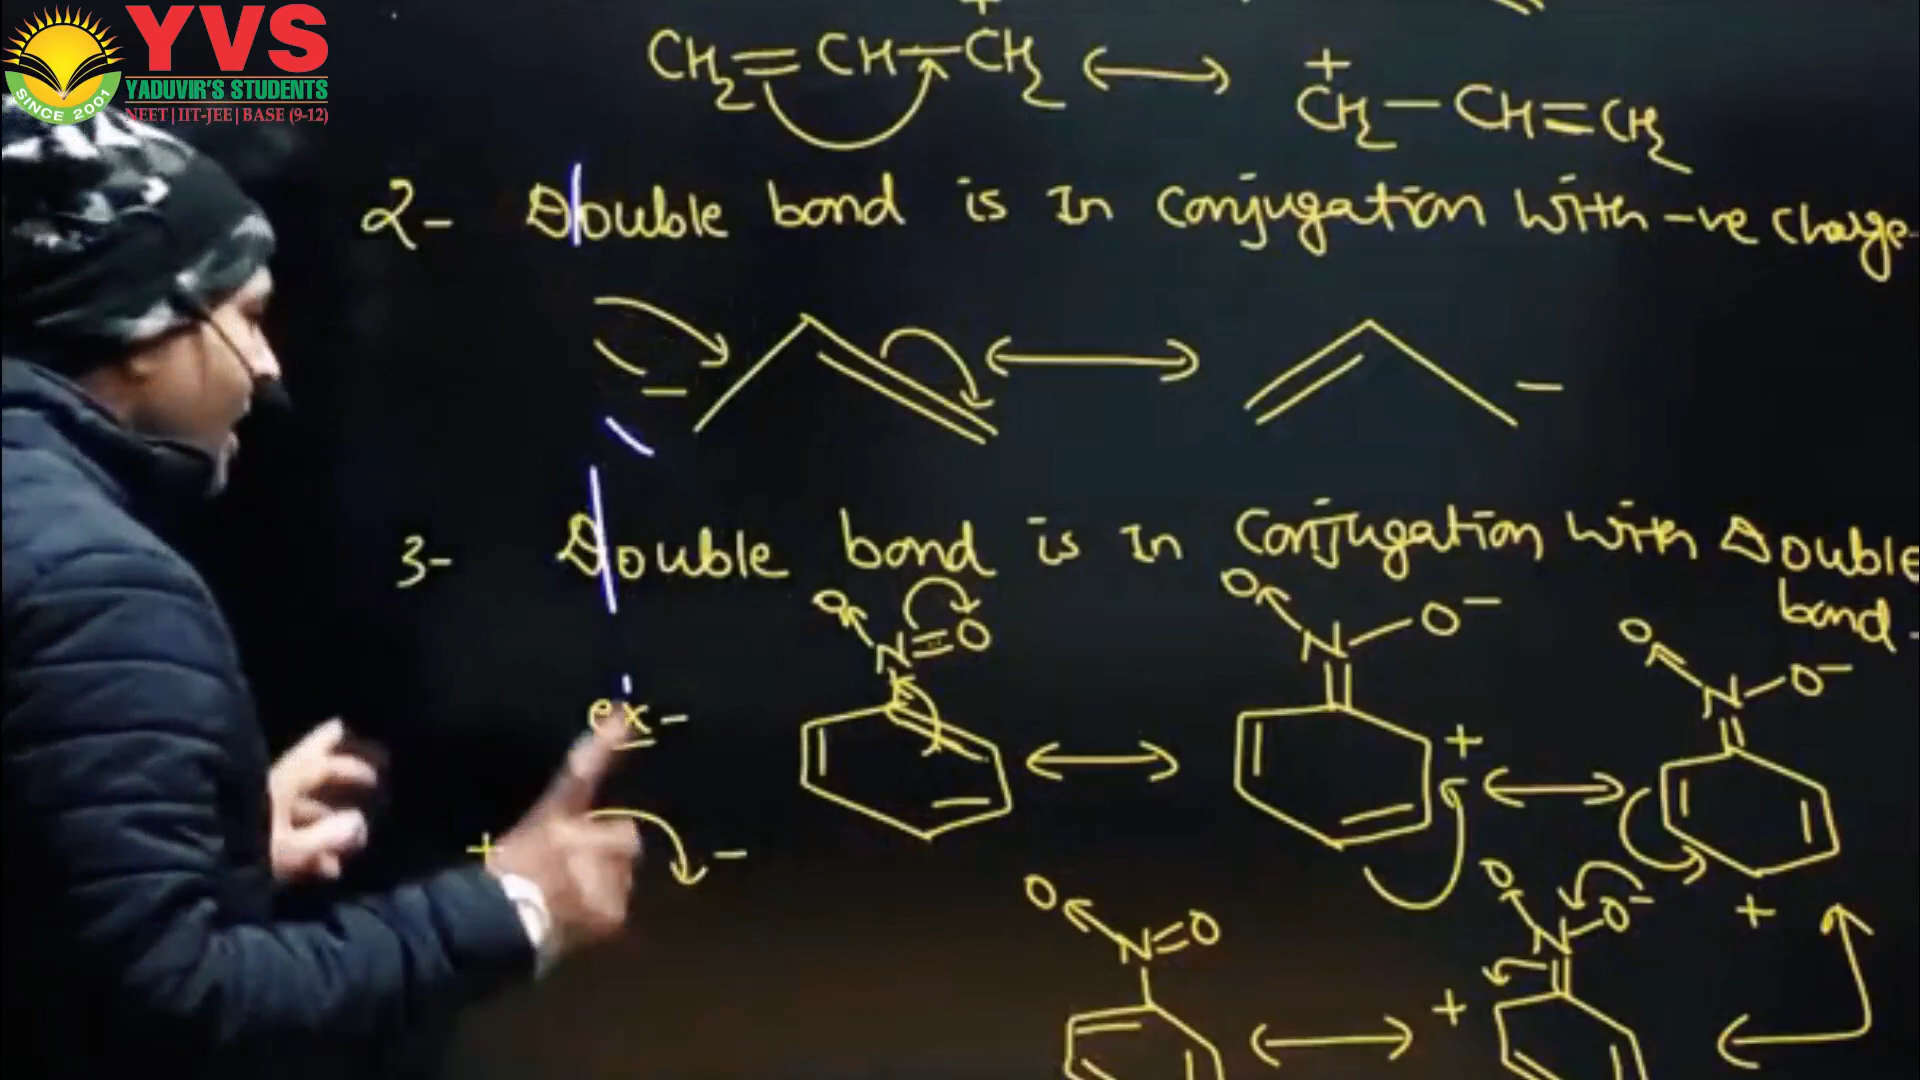 YVS
YADUVIR'S STUDENTS
NEET | IIT-JEE | BASE (9-12)
SINCE 2001
+
CH2=CH-CH2 ↔ CH2-CH=CH2
+
2- Double bond is In Conjugation With -ve Charge.
- ↔ -
3- Double bond is In Conjugation With Double
bond.
O N=O
O N-O-
O N-O-
ex-
+ ↔ ↔
+ -
+
O N=O
O N-O-
↔ +